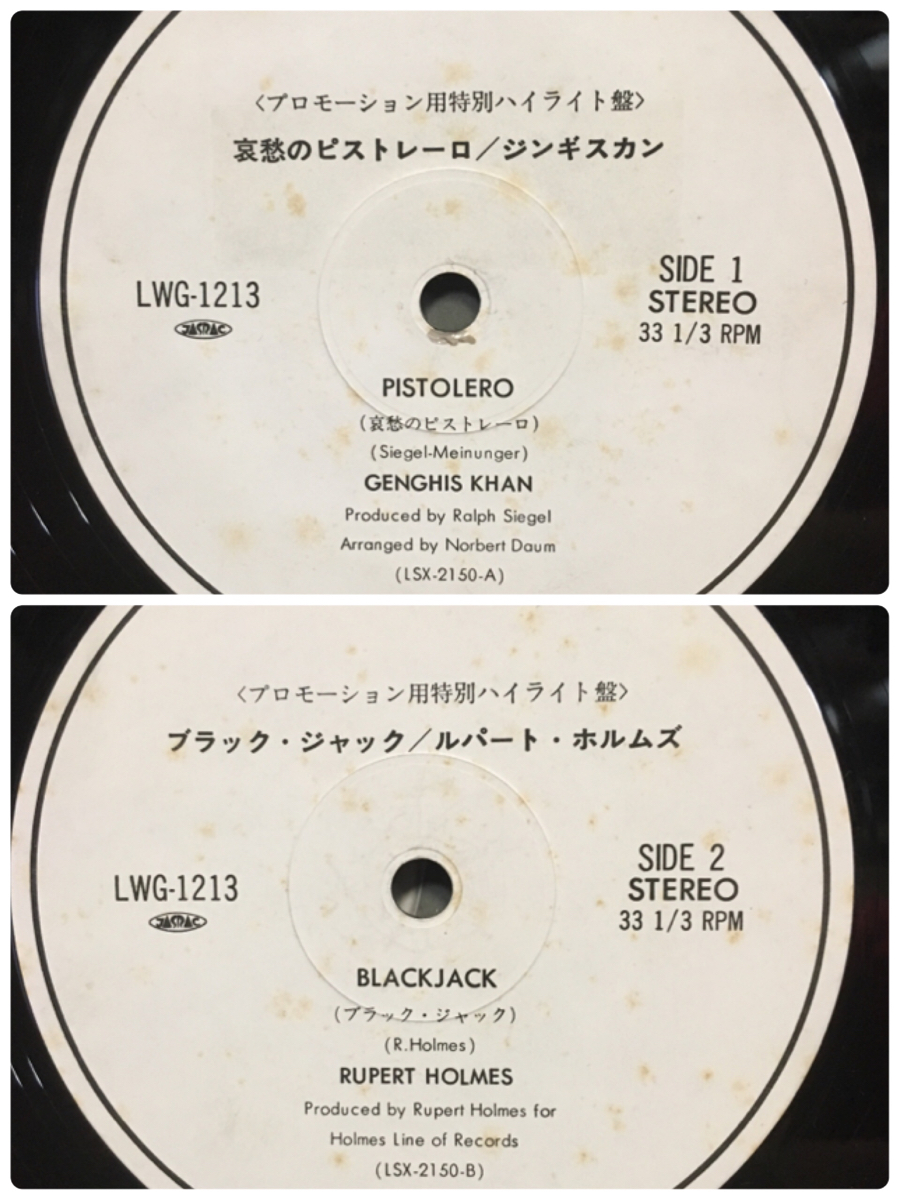 〈プロモーション用特別ハイライト盤〉
哀愁のピストレーロ／ジンギスカン
LWG-1213
JASRAC
SIDE 1
STEREO
33 1/3 RPM
PISTOLERO
(哀愁のピストレーロ)
(Siegel-Meinunger)
GENGHIS KHAN
Produced by Ralph Siegel
Arranged by Norbert Daum
(LSX-2150-A)
〈プロモーション用特別ハイライト盤〉
ブラック・ジャック／ルパート・ホルムズ
LWG-1213
JASRAC
SIDE 2
STEREO
33 1/3 RPM
BLACKJACK
(ブラック・ジャック)
(R.Holmes)
RUPERT HOLMES
Produced by Rupert Holmes for
Holmes Line of Records
(LSX-2150-B)